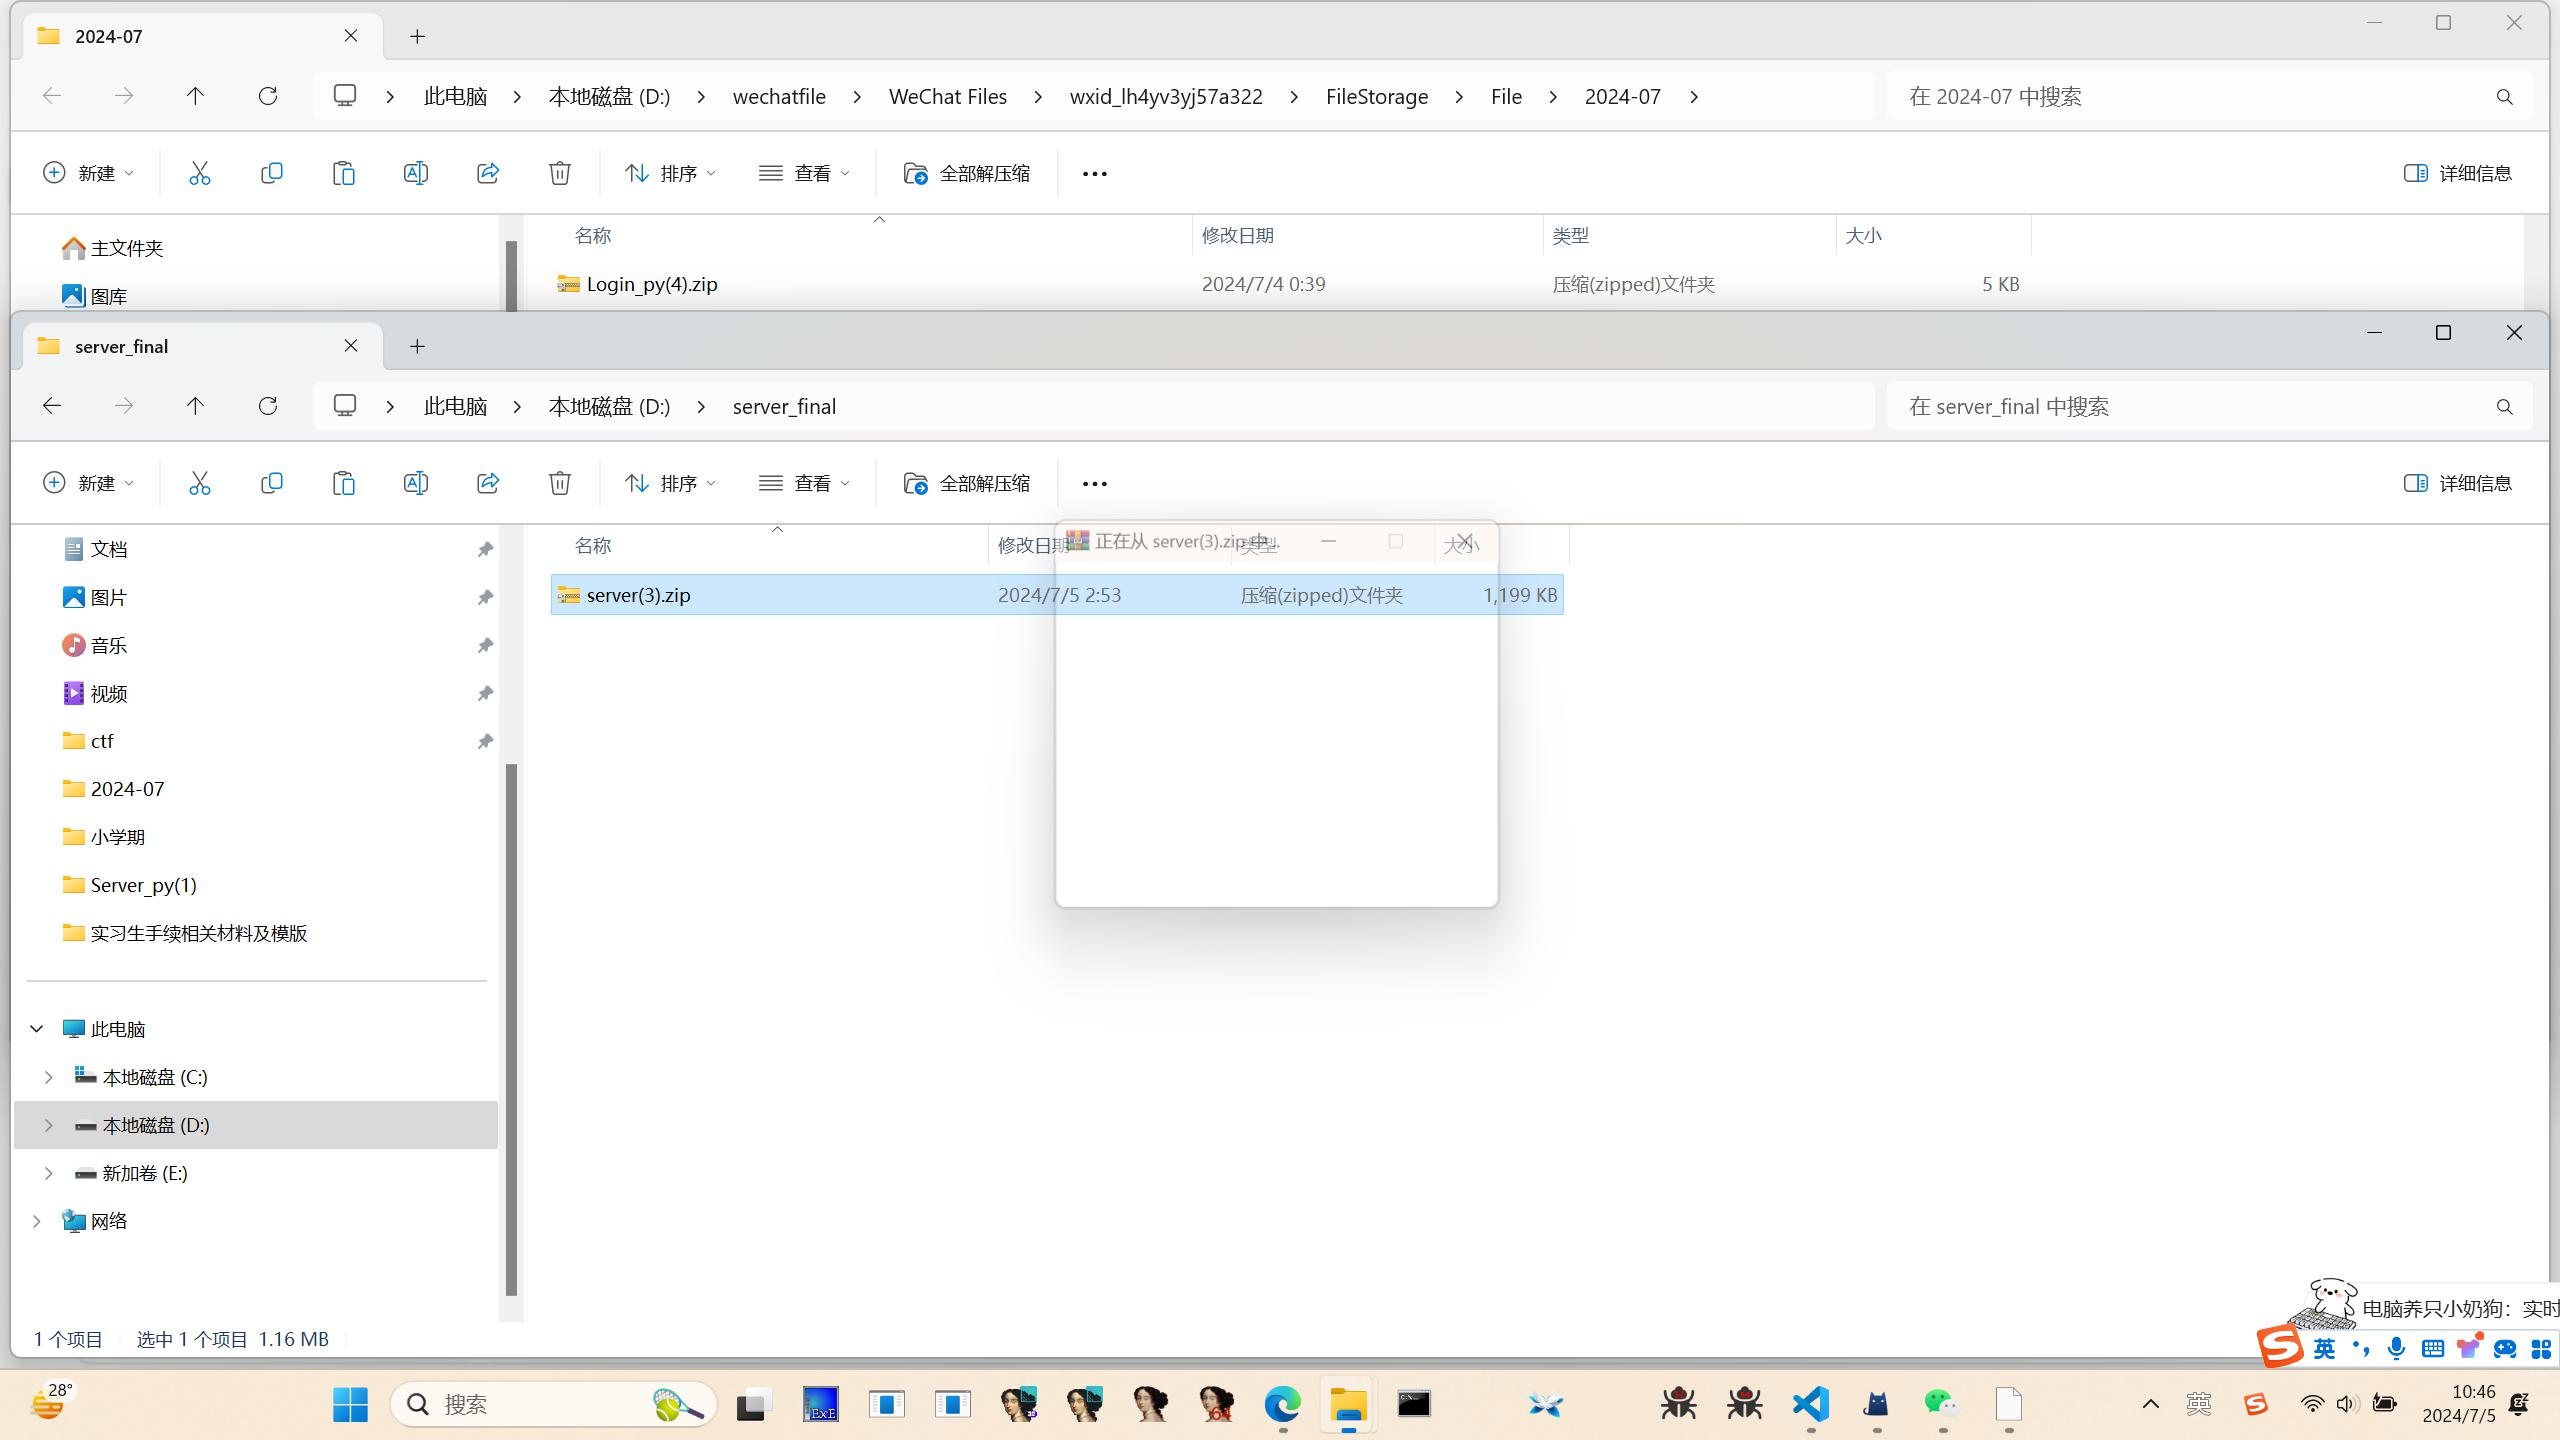 2024-07
此电脑 本地磁盘 (D:) wechatfile WeChat Files wxid_lh4yv3yj57a322 FileStorage File 2024-07
在 2024-07 中搜索
新建 排序 查看 全部解压缩 详细信息
主文件夹
图库
名称 修改日期 类型 大小
Login_py(4).zip 2024/7/4 0:39 压缩(zipped)文件夹 5 KB
server_final
此电脑 本地磁盘 (D:) server_final
在 server_final 中搜索
新建 排序 查看 全部解压缩 详细信息
文档
图片
音乐
视频
ctf
2024-07
小学期
Server_py(1)
实习生手续相关材料及模版
此电脑
本地磁盘 (C:)
本地磁盘 (D:)
新加卷 (E:)
网络
名称 修改日期 类型 大小
正在从 server(3).zip 中...
server(3).zip 2024/7/5 2:53 压缩(zipped)文件夹 1,199 KB
1 个项目 选中 1 个项目 1.16 MB
电脑养只小奶狗：实时
英
28°
搜索
ExE
64
英
10:46
2024/7/5